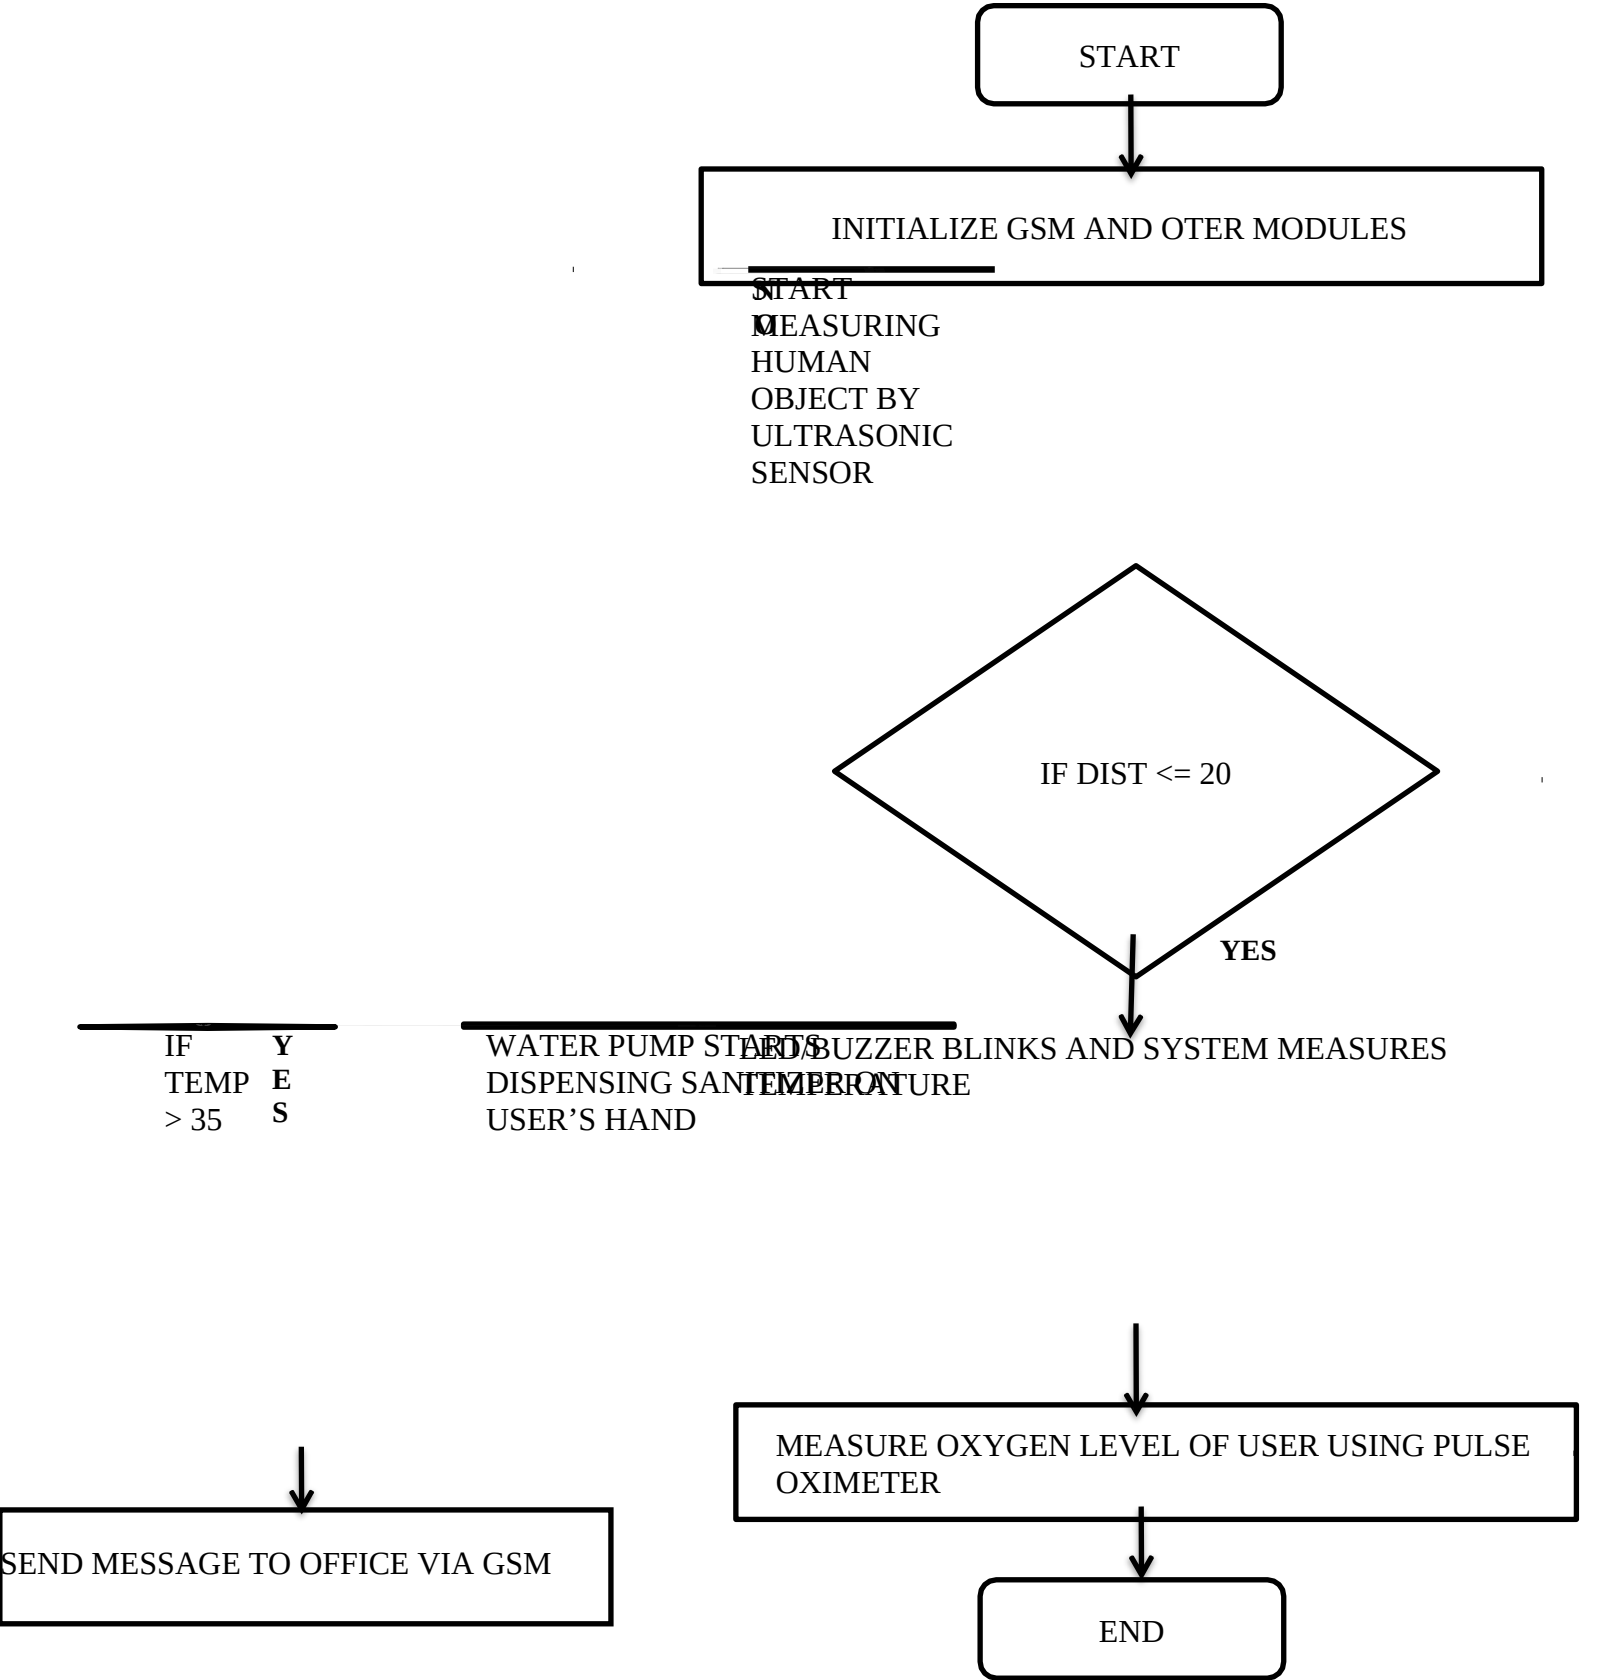 START
INITIALIZE GSM AND OTER MODULES
START
MEASURING
HUMAN
OBJECT BY
ULTRASONIC
SENSOR
N
O
IF DIST <= 20
YES
IF
TEMP
> 35
Y
E
S
WATER PUMP STARTS
DISPENSING SANITIZER ON
USER’S HAND
LED/BUZZER BLINKS AND SYSTEM MEASURES
TEMPERATURE
MEASURE OXYGEN LEVEL OF USER USING PULSE
OXIMETER
SEND MESSAGE TO OFFICE VIA GSM
END